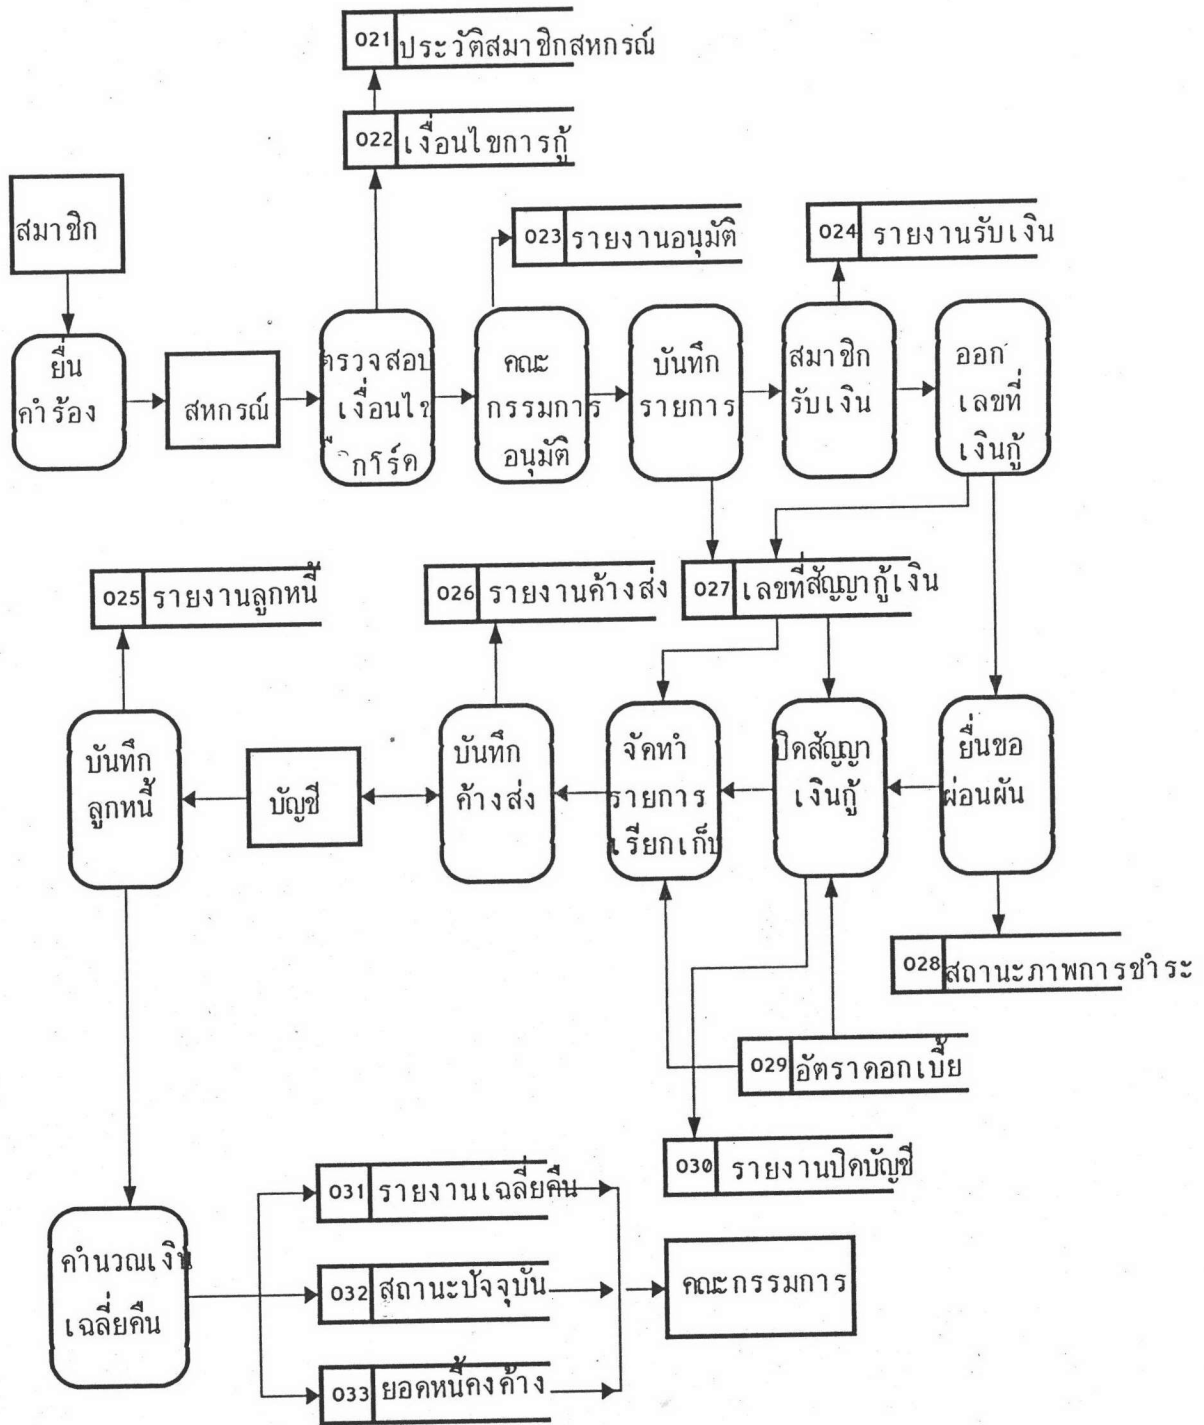 021 ประวัติสมาชิกสหกรณ์
022 เงื่อนไขการกู้
สมาชิก
023 รายงานอนุมัติ
024 รายงานรับเงิน
ยื่น
คำร้อง
สหกรณ์
ตรวจสอบ
เงื่อนไข
คณะ
กรรมการ
อนุมัติ
บันทึก
รายการ
สมาชิก
รับเงิน
ออก
เลขที่
เงินกู้
025 รายงานลูกหนี้
026 รายงานค้างส่ง
027 เลขที่สัญญากู้เงิน
บันทึก
ลูกหนี้
บัญชี
บันทึก
ค้างส่ง
จัดทำ
รายการ
เรียกเก็บ
ปิดสัญญา
เงินกู้
ยื่นขอ
ผ่อนผัน
028 สถานะภาพการชำระ
029 อัตราดอกเบี้ย
030 รายงานปิดบัญชี
031 รายงานเฉลี่ยคืน
คำนวณเงิน
เฉลี่ยคืน
032 สถานะปัจจุบัน
คณะกรรมการ
033 ยอดหนี้คงค้าง